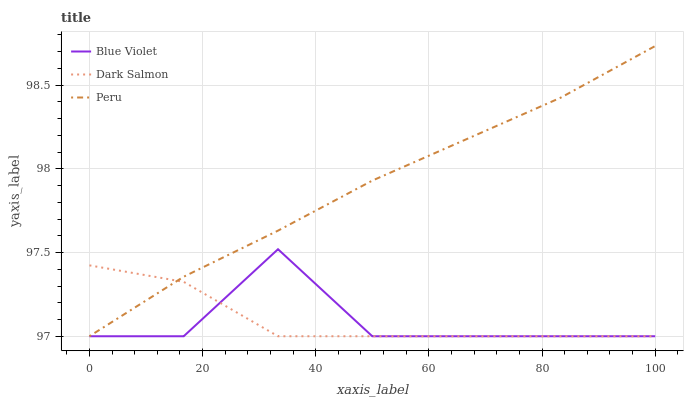 title
Blue Violet
Dark Salmon
Peru
yaxis_label
98.5
98
97.5
97
0 20 40 60 80 100
xaxis_label